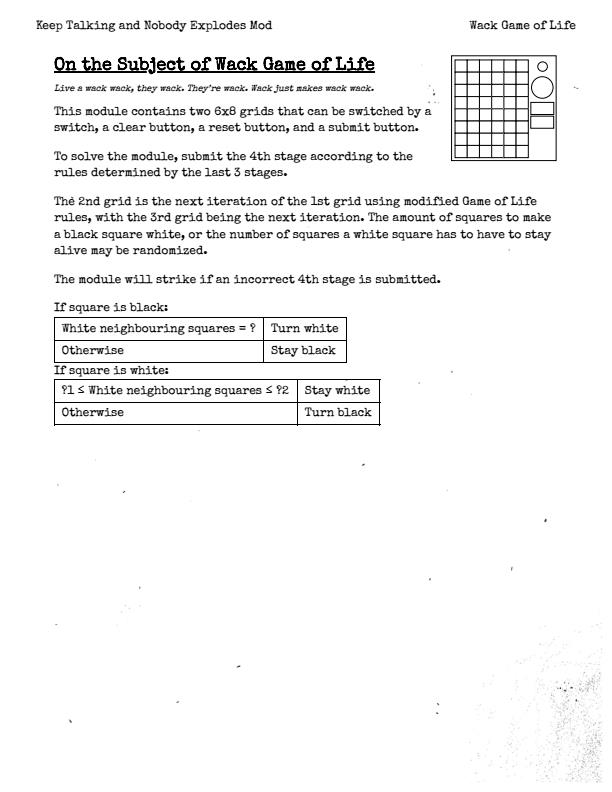 Keep Talking and Nobody Explodes Mod Wack Game of Life
On the Subject of Wack Game of Life
Live a wack wack, they wack. They're wack. Wack just makes wack wack.
This module contains two 6x8 grids that can be switched by a
switch, a clear button, a reset button, and a submit button.
To solve the module, submit the 4th stage according to the
rules determined by the last 3 stages.
The 2nd grid is the next iteration of the 1st grid using modified Game of Life
rules, with the 3rd grid being the next iteration. The amount of squares to make
a black square white, or the number of squares a white square has to have to stay
alive may be randomized.
The module will strike if an incorrect 4th stage is submitted.
If square is black:
White neighbouring squares = ? Turn white
Otherwise Stay black
If square is white:
?1 ≤ White neighbouring squares ≤ ?2 Stay white
Otherwise Turn black